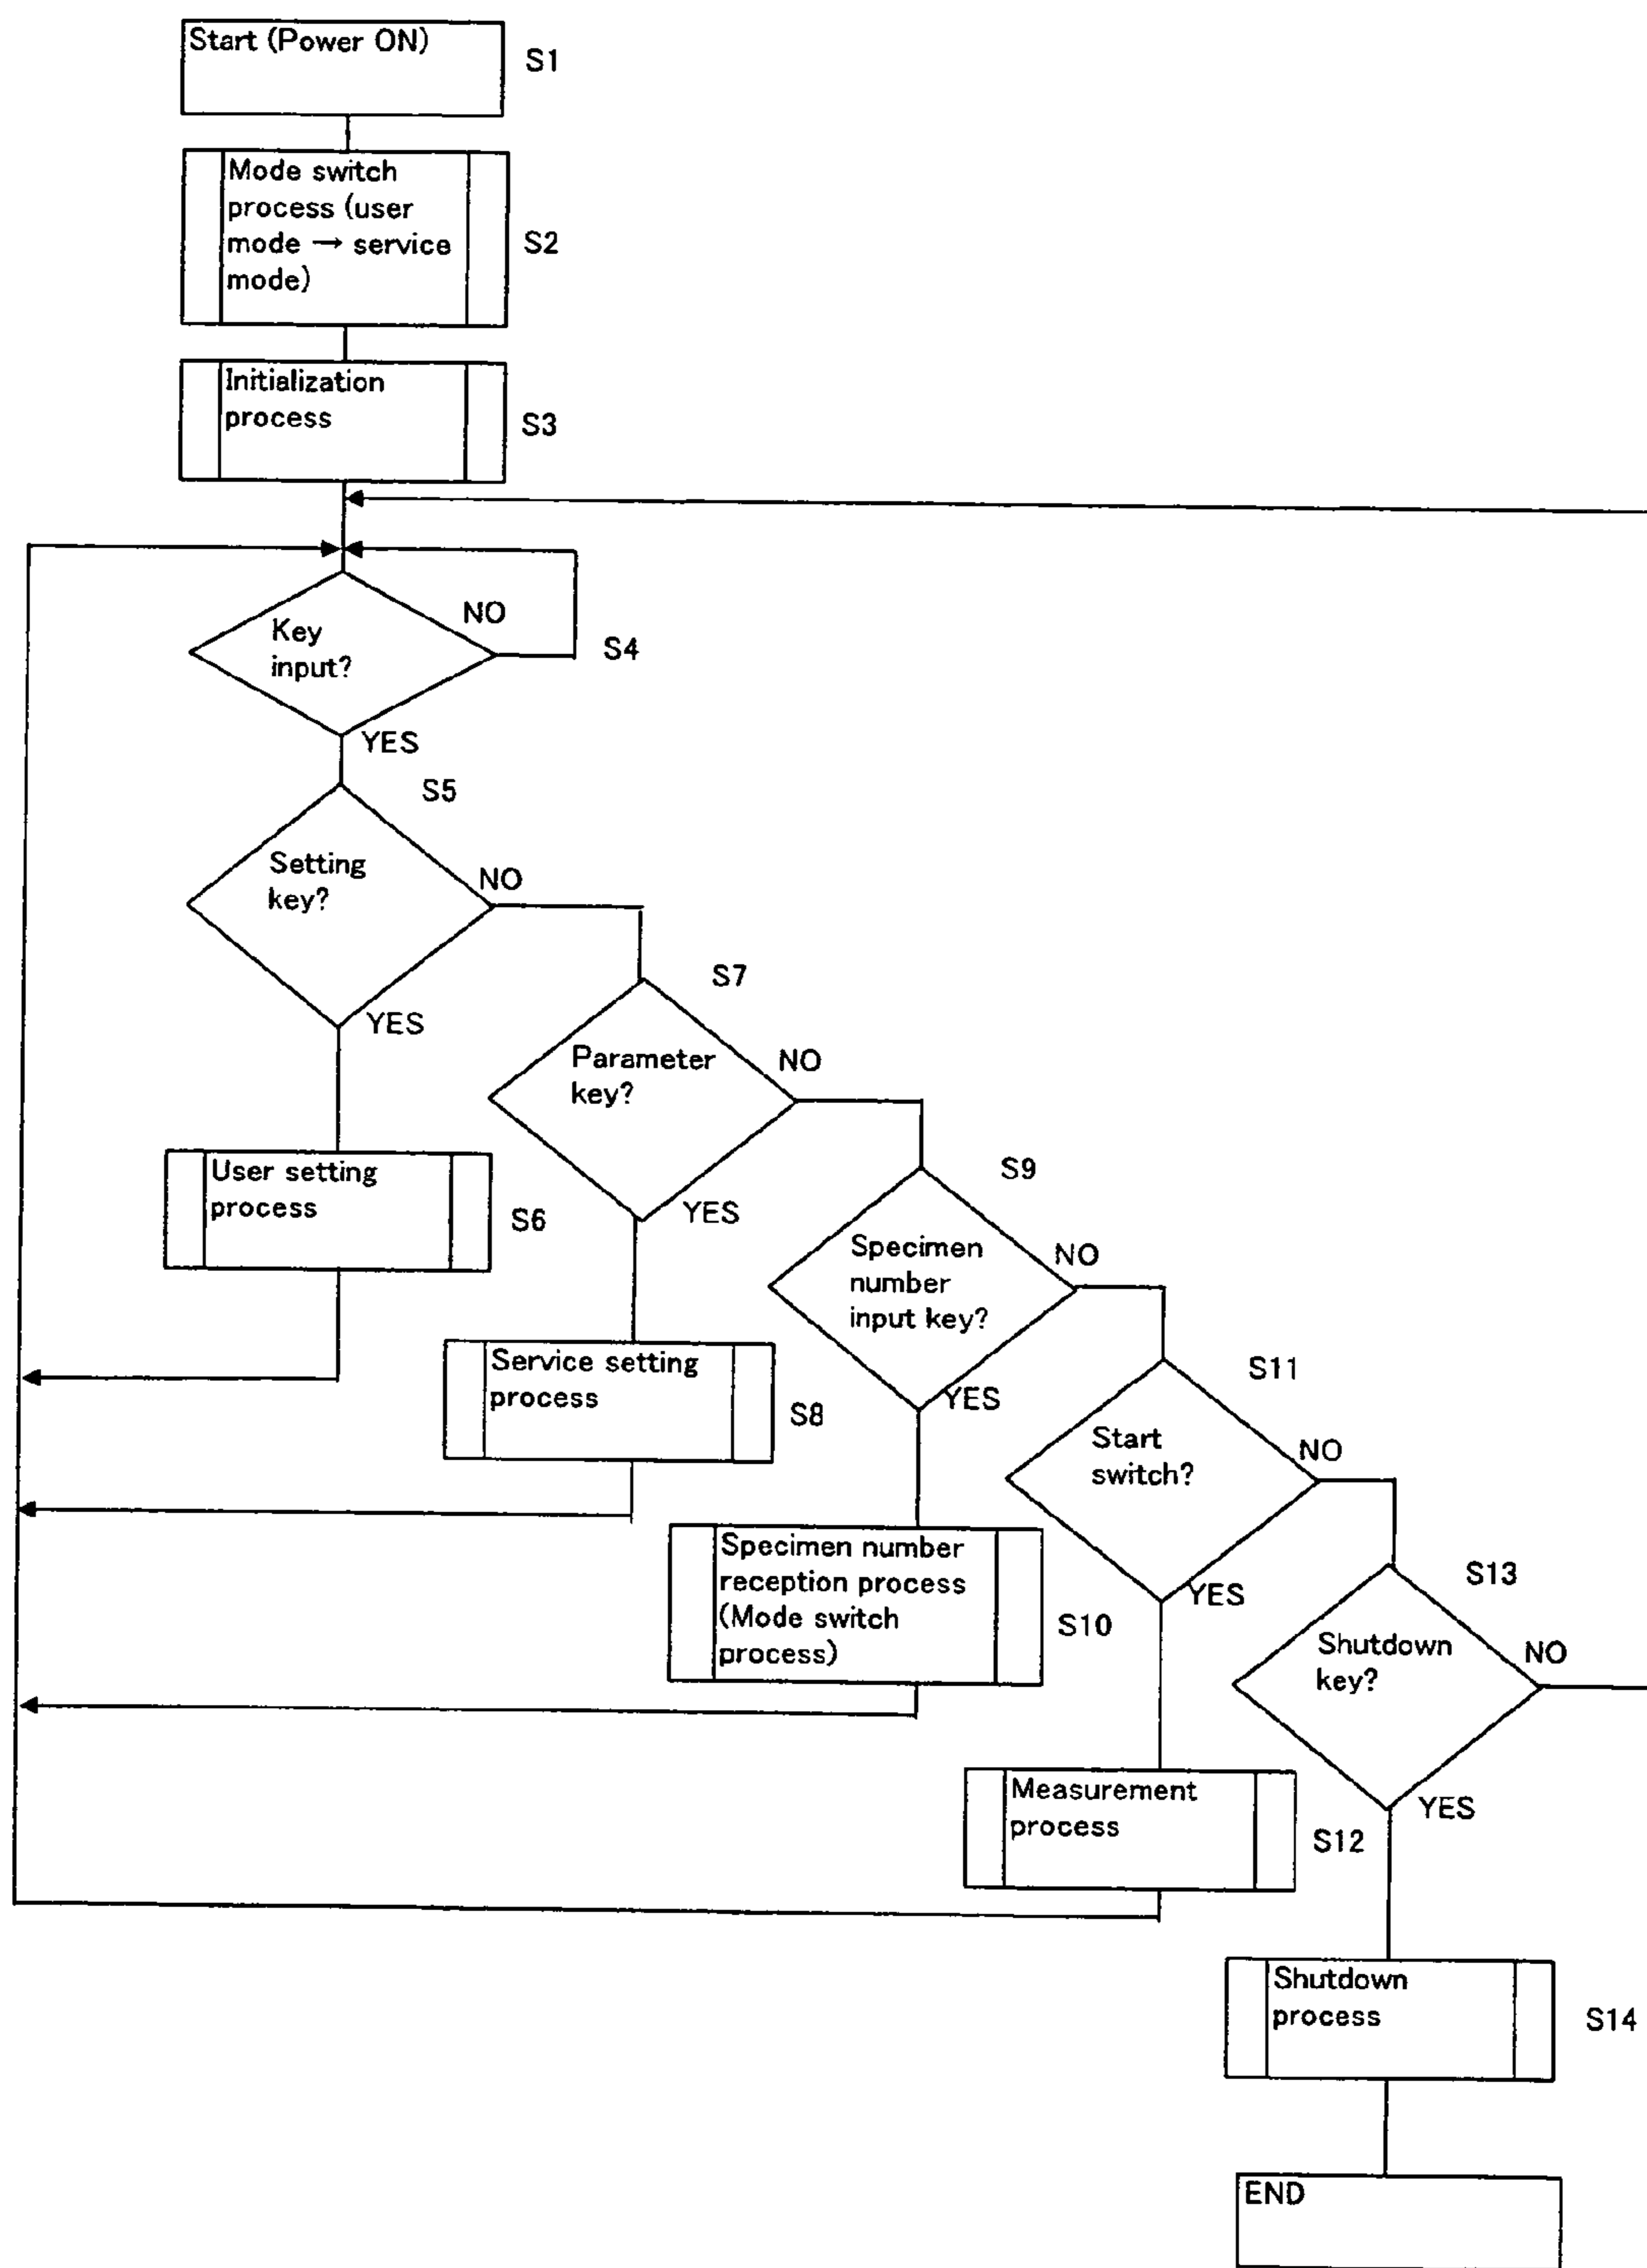 Start (Power ON)
S1
Mode switch
process (user
mode → service
mode)
S2
Initialization
process
S3
Key
input?
NO
S4
YES
S5
Setting
key?
NO
YES
S7
Parameter
key?
NO
YES
User setting
process
S6
S9
Specimen
number
input key?
NO
YES
Service setting
process
S8
S11
Start
switch?
NO
YES
Specimen number
reception process
(Mode switch
process)
S10
S13
Shutdown
key?
NO
YES
Measurement
process
S12
Shutdown
process
S14
END